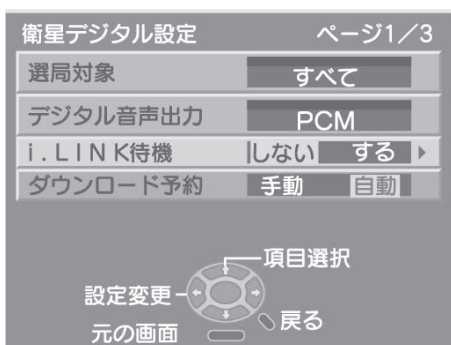 衛星デジタル設定 ページ1/3
選局対象 すべて
デジタル音声出力 PCM
i.LINK待機 しない する
ダウンロード予約 手動 自動
項目選択
設定変更
戻る
元の画面